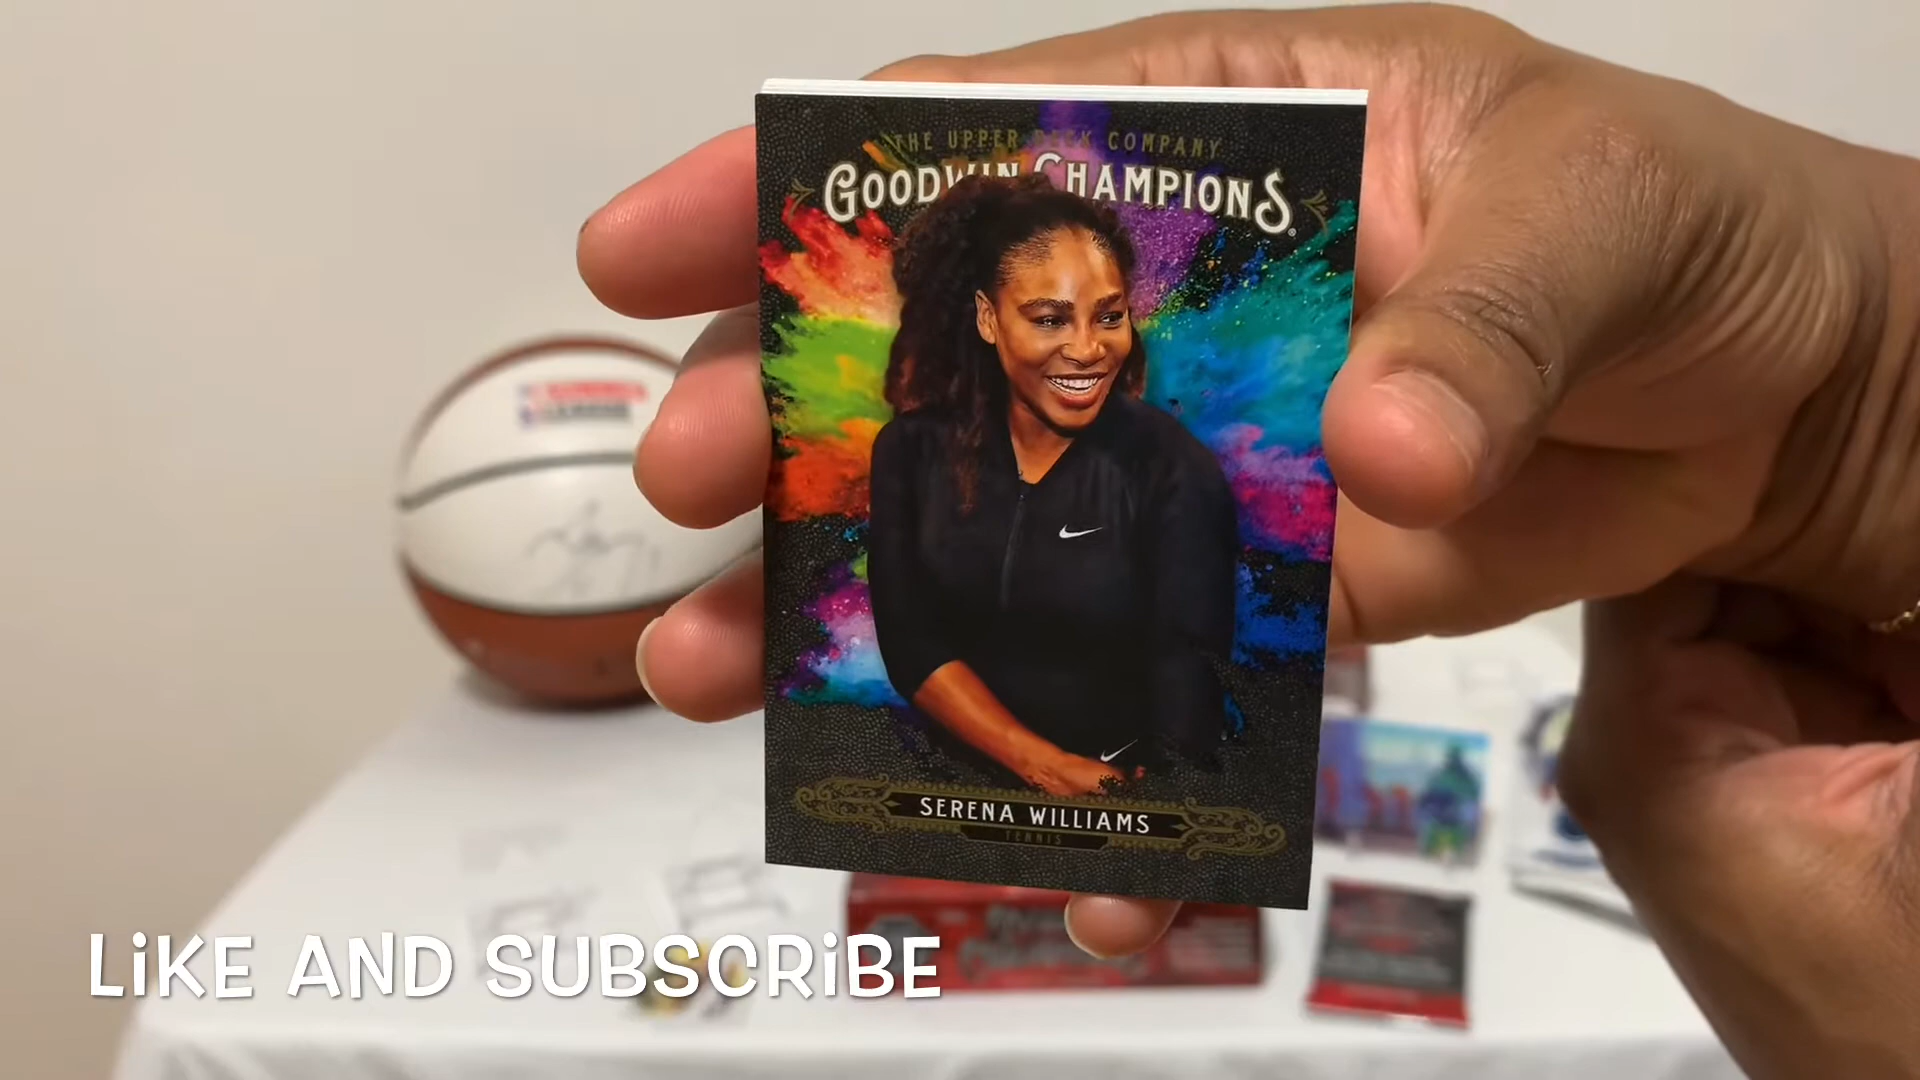 THE UPPER DECK COMPANY
GOODWIN CHAMPIONS
SERENA WILLIAMS
TENNIS
LIKE AND SUBSCRIBE